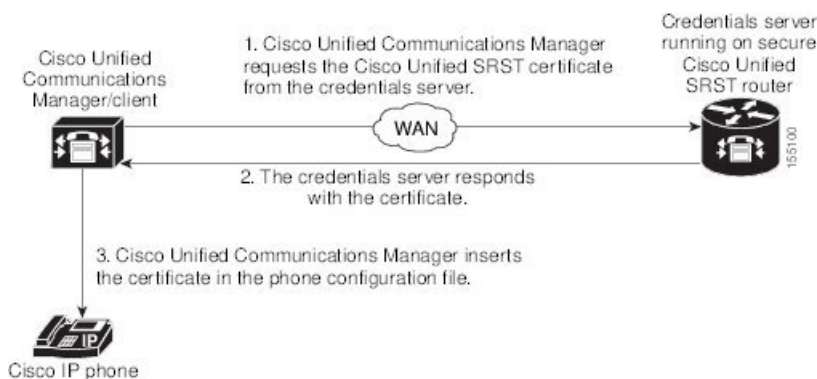 Cisco Unified
Communications
Manager/client
1. Cisco Unified Communications Manager
requests the Cisco Unified SRST certificate
from the credentials server.
Credentials server
running on secure
Cisco Unified
SRST router
WAN
155100
2. The credentials server responds
with the certificate.
3. Cisco Unified Communications Manager inserts
the certificate in the phone configuration file.
IP
Cisco IP phone